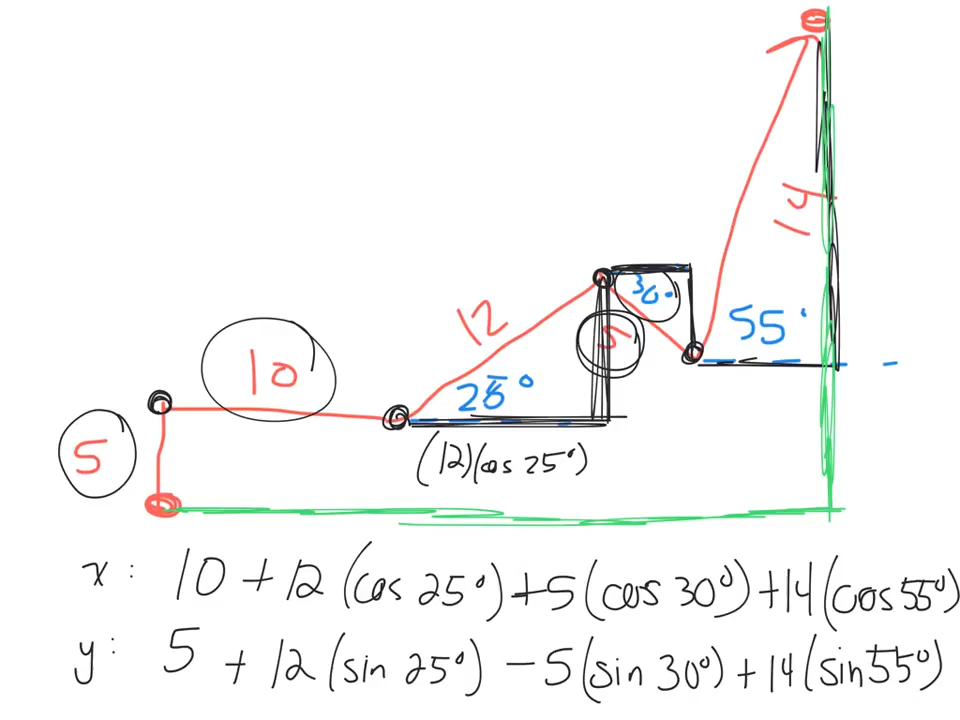 14
30°
55°
12
5
10
25°
5
(12)(cos 25°)
x: 10 + 12 (cos 25°) + 5 (cos 30°) + 14 (cos 55°)
y: 5 + 12 (sin 25°) - 5 (sin 30°) + 14 (sin 55°)